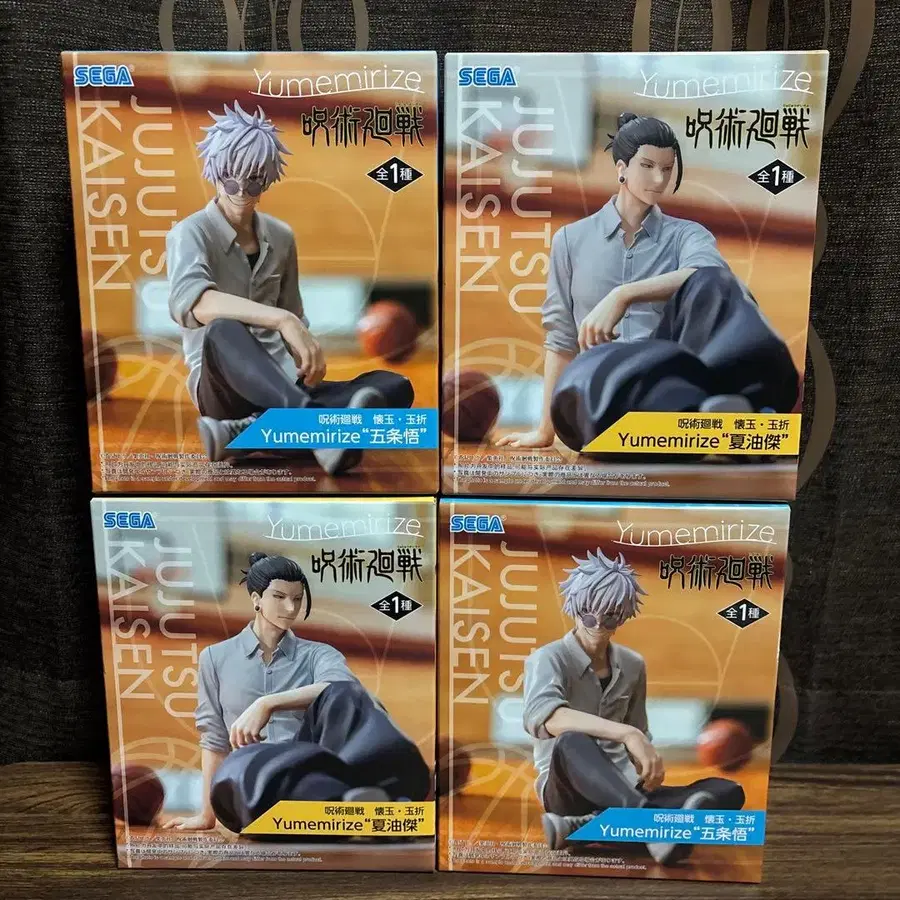 SEGA
Yumemirize
JUJUTSU
KAISEN
呪術廻戦
全1種
呪術廻戦 懐玉・玉折
Yumemirize“五条悟”
SEGA
Yumemirize
JUJUTSU
KAISEN
呪術廻戦
全1種
呪術廻戦 懐玉・玉折
Yumemirize“夏油傑”
SEGA
Yumemirize
JUJUTSU
KAISEN
呪術廻戦
全1種
呪術廻戦 懐玉・玉折
Yumemirize“夏油傑”
SEGA
Yumemirize
JUJUTSU
KAISEN
呪術廻戦
全1種
呪術廻戦 懐玉・玉折
Yumemirize“五条悟”